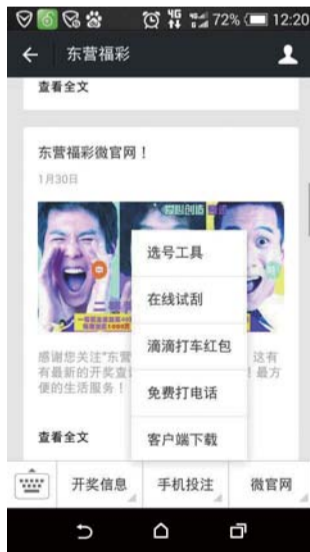 4G 72% 12:20
东营福彩
查看全文
东营福彩微官网！
1月30日
选号工具
在线试刮
滴滴打车红包
免费打电话
客户端下载
感谢您关注“东营
这有
有最新的开奖查
！最方
便的生活服务！
查看全文
开奖信息 手机投注 微官网